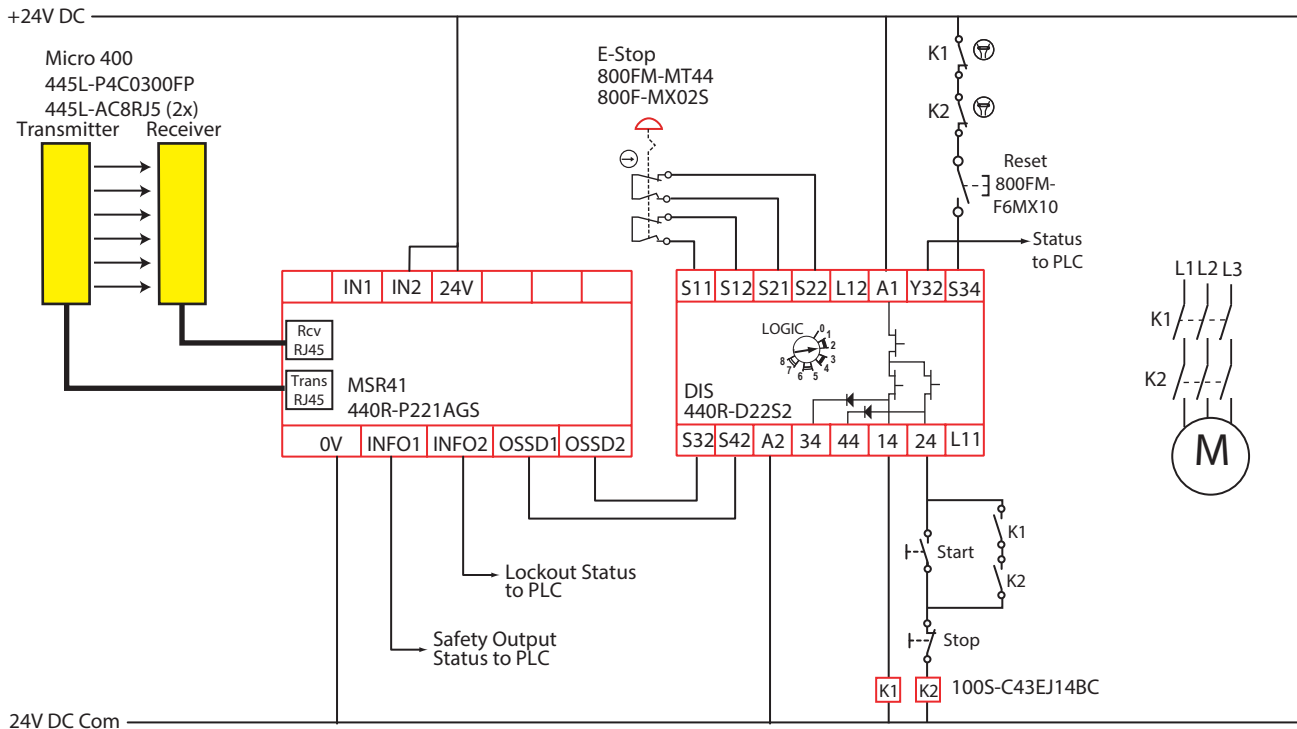 +24V DC
Micro 400
445L-P4C0300FP
445L-AC8RJ5 (2x)
Transmitter Receiver
E-Stop
800FM-MT44
800F-MX02S
K1
K2
Reset
800FM-
F6MX10
Status
to PLC
IN1 IN2 24V
Rcv
RJ45
Trans
RJ45
MSR41
440R-P221AGS
0V INFO1 INFO2 OSSD1 OSSD2
S11 S12 S21 S22 L12 A1 Y32 S34
LOGIC
0
1
2
3
4
5
6
7
8
DIS
440R-D22S2
S32 S42 A2 34 44 14 24 L11
L1 L2 L3
K1
K2
M
Start
K1
K2
Stop
Lockout Status
to PLC
Safety Output
Status to PLC
K1 K2 100S-C43EJ14BC
24V DC Com